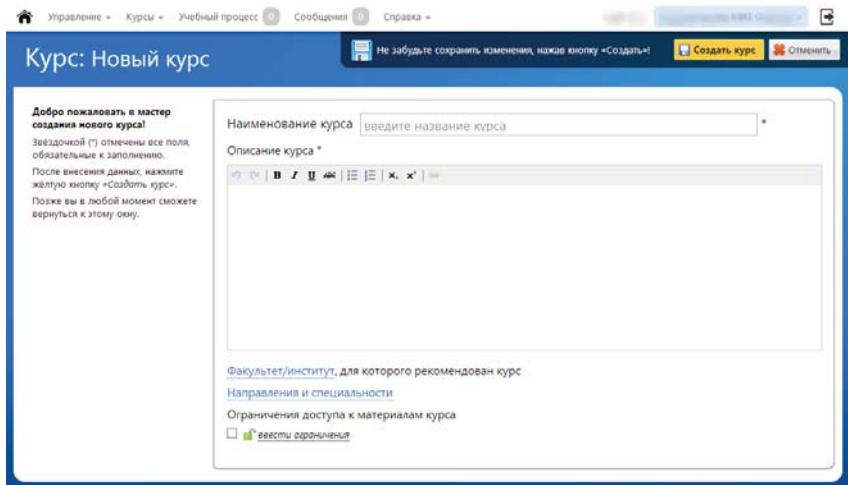 Управление Курсы Учебный процесс 0 Сообщения 0 Справка
Курс: Новый курс
Не забудьте сохранить изменения, нажав кнопку «Создать»!
Создать курс
Отменить
Добро пожаловать в мастер
создания нового курса!
Звёздочкой (*) отмечены все поля,
обязательные к заполнению.
После внесения данных, нажмите
жёлтую кнопку «Создать курс».
Позже вы в любой момент сможете
вернуться к этому окну.
Наименование курса введите название курса *
Описание курса *
B I U ABC X₂ X²
Факультет/институт, для которого рекомендован курс
Направления и специальности
Ограничения доступа к материалам курса
ввести ограничения